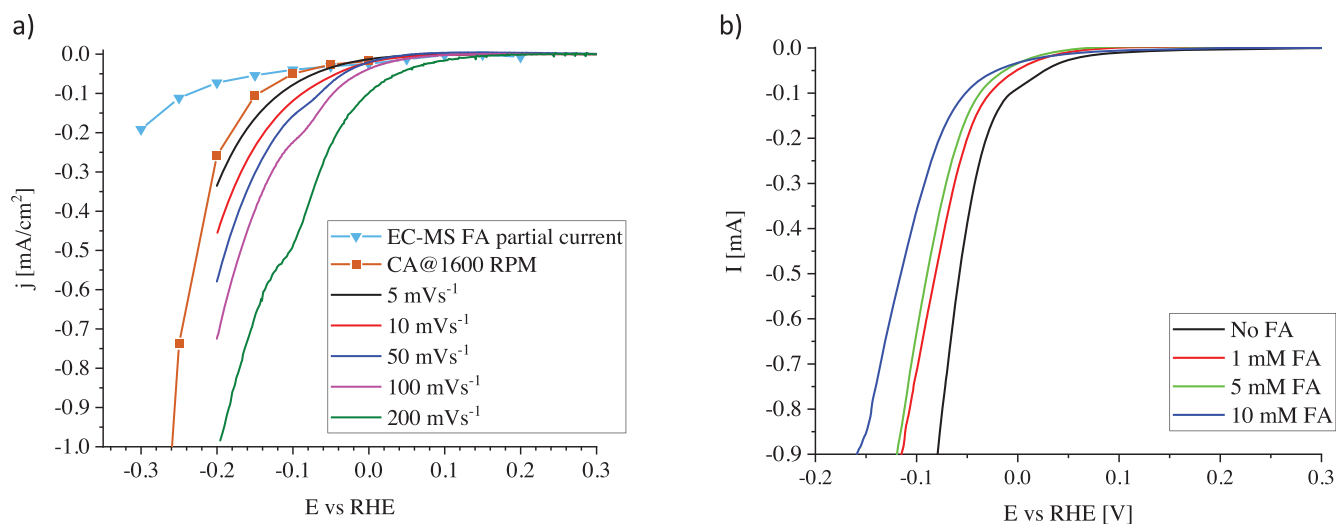 a)
0.0
-0.1
-0.2
-0.3
-0.4
-0.5
-0.6
-0.7
-0.8
-0.9
-1.0
j [mA/cm²]
-0.3 -0.2 -0.1 0.0 0.1 0.2 0.3
E vs RHE
EC-MS FA partial current
CA@1600 RPM
5 mVs⁻¹
10 mVs⁻¹
50 mVs⁻¹
100 mVs⁻¹
200 mVs⁻¹
b)
0.0
-0.1
-0.2
-0.3
-0.4
-0.5
-0.6
-0.7
-0.8
-0.9
I [mA]
-0.2 -0.1 0.0 0.1 0.2 0.3
E vs RHE [V]
No FA
1 mM FA
5 mM FA
10 mM FA